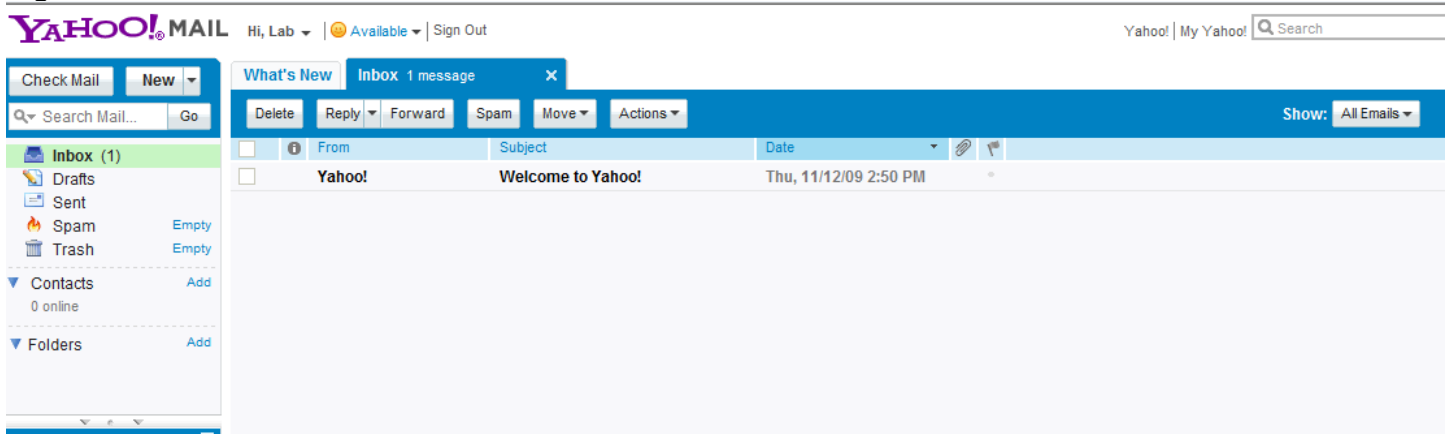 YAHOO!® MAIL Hi, Lab Available Sign Out Yahoo! My Yahoo! Search
Check Mail New What's New Inbox 1 message X
Search Mail... Go Delete Reply Forward Spam Move Actions Show: All Emails
Inbox (1) From Subject Date
Drafts Yahoo! Welcome to Yahoo! Thu, 11/12/09 2:50 PM
Sent
Spam Empty
Trash Empty
Contacts Add
0 online
Folders Add